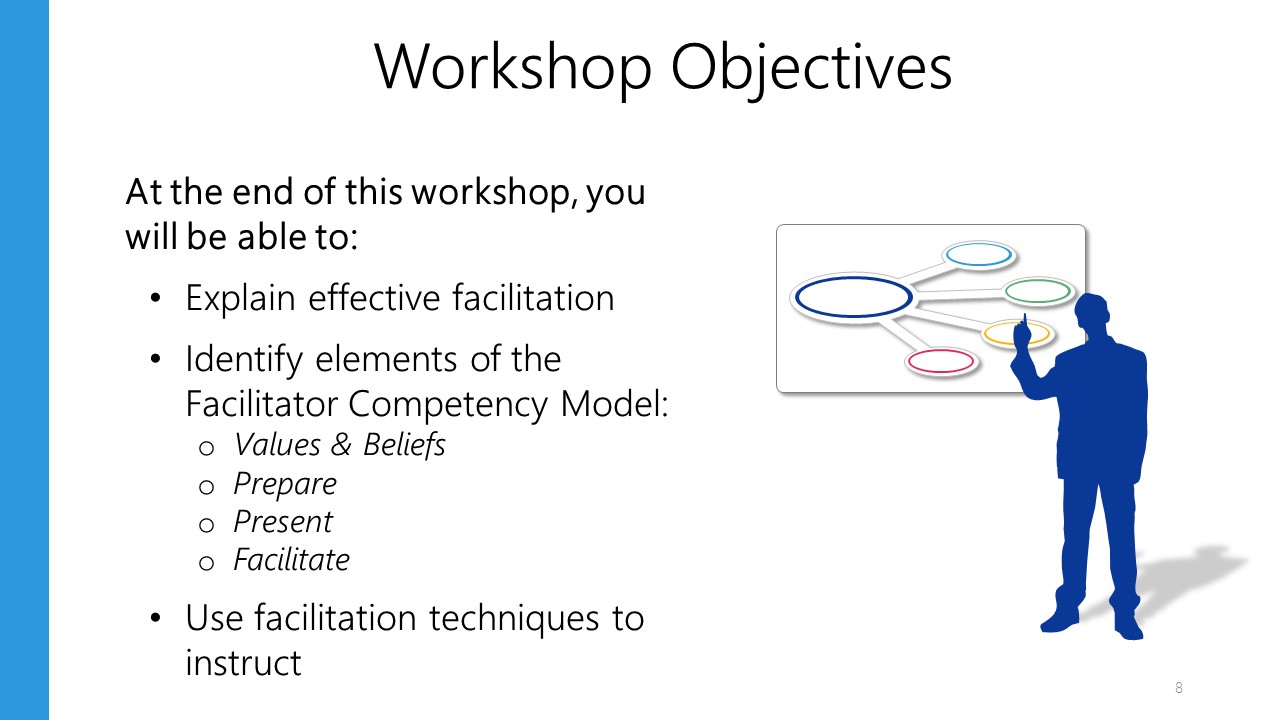 Workshop Objectives
At the end of this workshop, you
will be able to:
• Explain effective facilitation
• Identify elements of the
Facilitator Competency Model:
o Values & Beliefs
o Prepare
o Present
o Facilitate
• Use facilitation techniques to
instruct
8